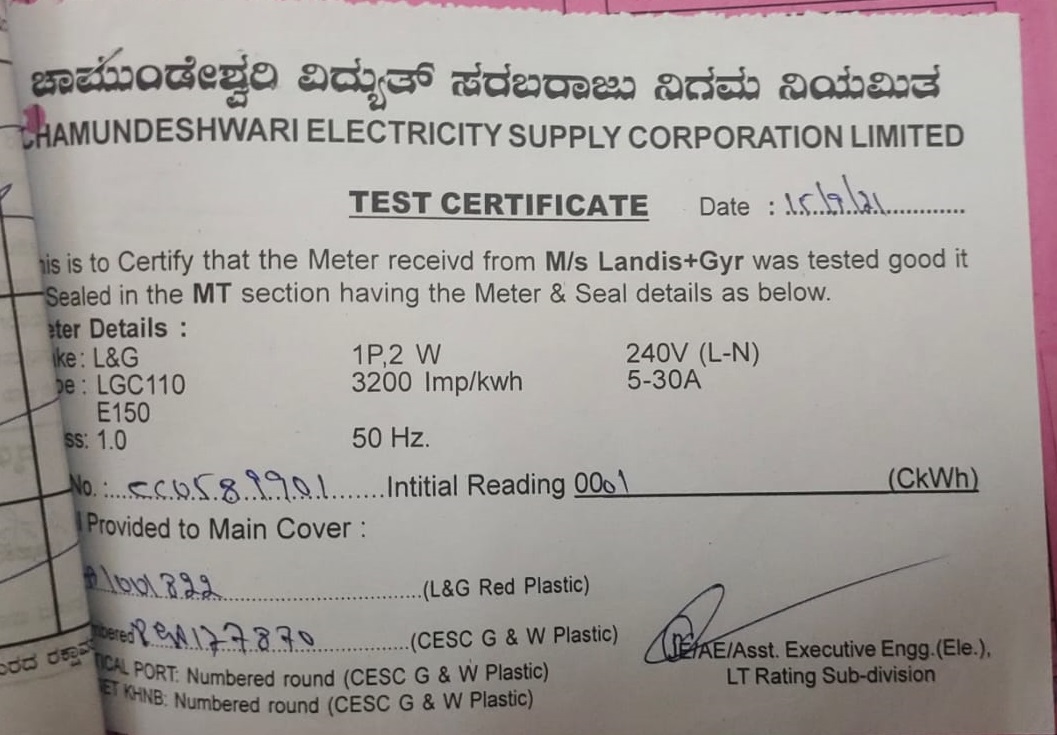 ಚಾಮುಂಡೇಶ್ವರಿ ವಿದ್ಯುತ್ ಸರಬರಾಜು ನಿಗಮ ನಿಯಮಿತ
CHAMUNDESHWARI ELECTRICITY SUPPLY CORPORATION LIMITED
TEST CERTIFICATE Date : 15/9/21
his is to Certify that the Meter receivd from M/s Landis+Gyr was tested good it
Sealed in the MT section having the Meter & Seal details as below.
eter Details :
ke: L&G 1P,2 W 240V (L-N)
pe : LGC110 3200 Imp/kwh 5-30A
E150
ss: 1.0 50 Hz.
No. : Intitial Reading 0001 (CkWh)
Provided to Main Cover :
(L&G Red Plastic)
mbered 177870 (CESC G & W Plastic)
TICAL PORT: Numbered round (CESC G & W Plastic)
ET KHNB: Numbered round (CESC G & W Plastic)
JE/AE/Asst. Executive Engg.(Ele.),
LT Rating Sub-division